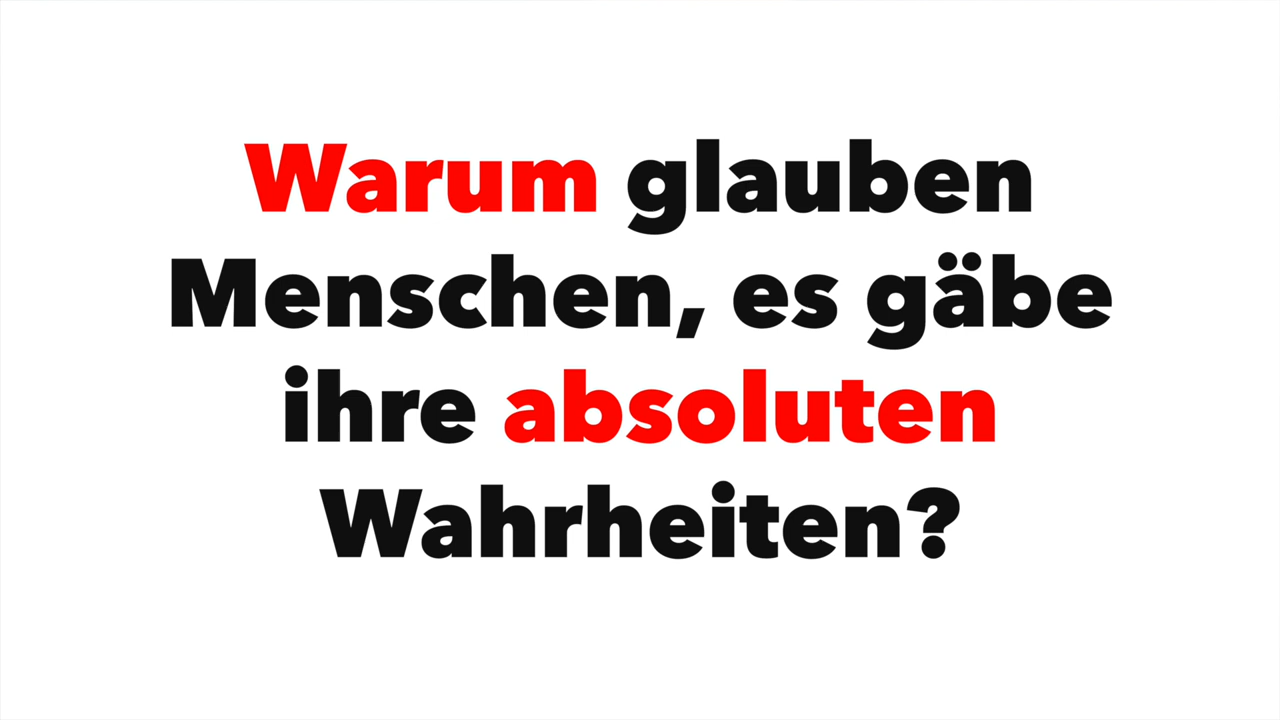 Warum glauben
Menschen, es gäbe
ihre absoluten
Wahrheiten?